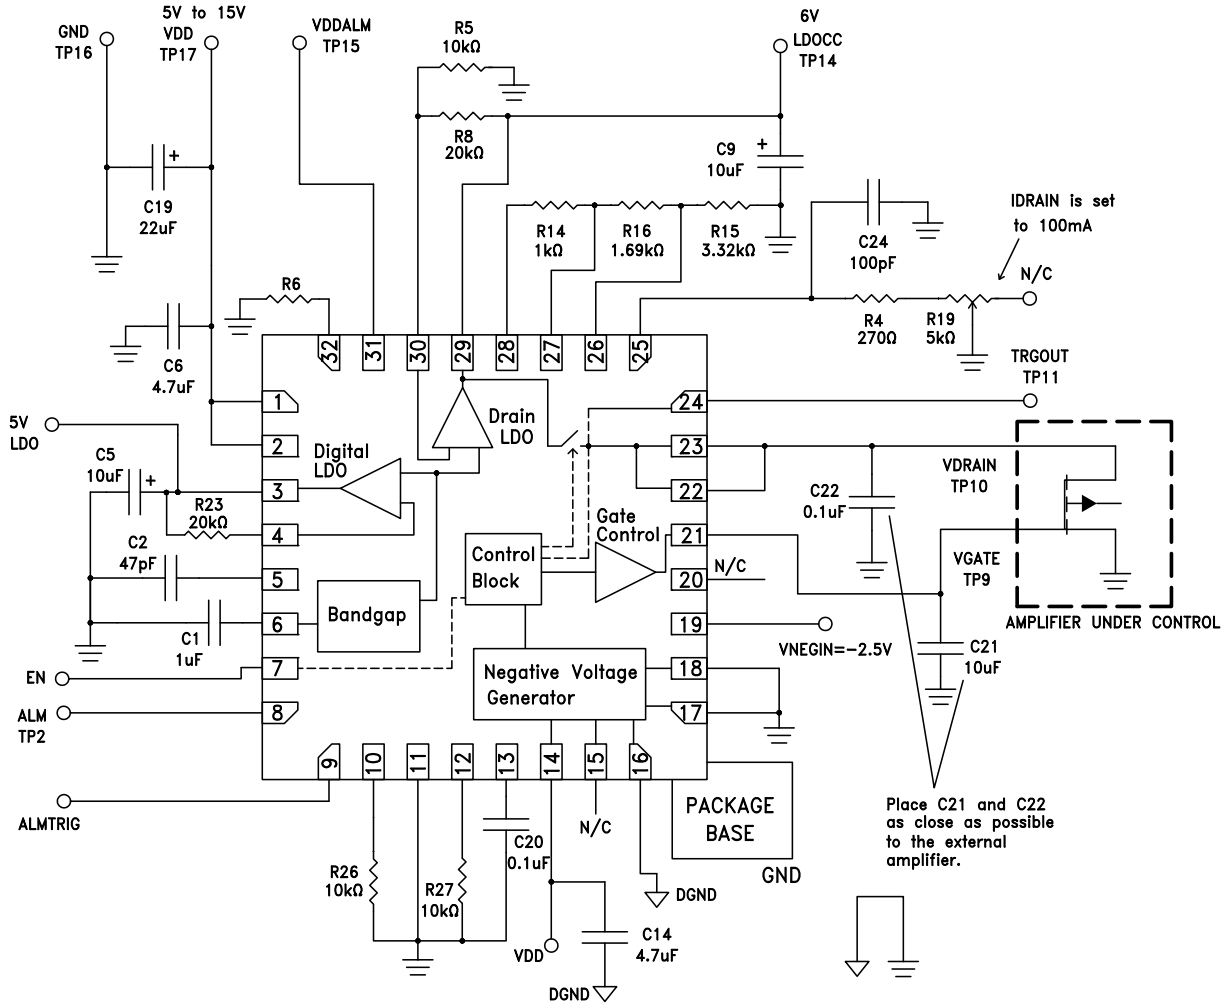 5V to 15V
GND
TP16
VDD
TP17
VDDALM
TP15
R5
10kΩ
6V
LDOCC
TP14
R8
20kΩ
C9
10uF
+
C19
22uF
+
R14
1kΩ
R16
1.69kΩ
R15
3.32kΩ
C24
100pF
IDRAIN is set
to 100mA
N/C
R6
R4
270Ω
R19
5kΩ
C6
4.7uF
32
31
30
29
28
27
26
25
TRGOUT
TP11
1
24
5V
LDO
2
Digital
LDO
Drain
LDO
23
C5
10uF
+
3
22
VDRAIN
TP10
C22
0.1uF
R23
20kΩ
4
Gate
Control
21
C2
47pF
5
Control
Block
20
N/C
VGATE
TP9
Bandgap
6
19
VNEGIN=-2.5V
AMPLIFIER UNDER CONTROL
C1
1uF
C21
10uF
EN
7
Negative Voltage
Generator
18
ALM
TP2
8
17
9
10
11
12
13
14
15
16
ALMTRIG
PACKAGE
BASE
GND
Place C21 and C22
as close as possible
to the external
amplifier.
N/C
C20
0.1uF
R26
10kΩ
R27
10kΩ
DGND
VDD
C14
4.7uF
DGND